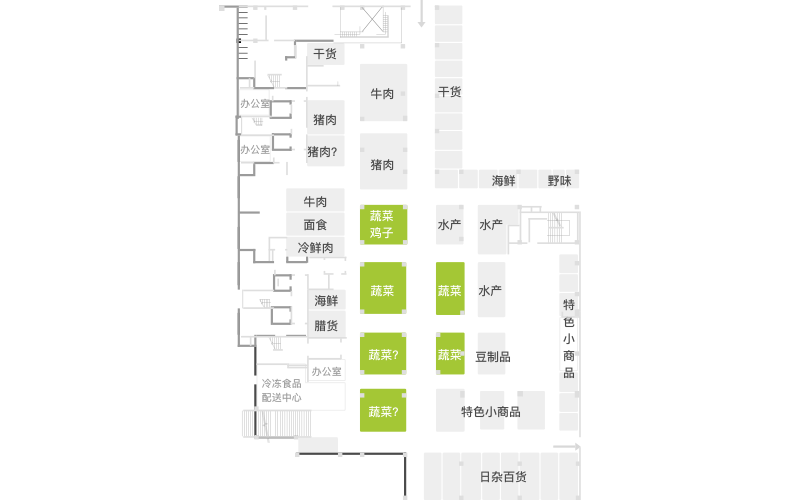 干货
牛肉
干货
办公室
猪肉
办公室
猪肉?
猪肉
海鲜
野味
牛肉
蔬菜
鸡子
水产
水产
面食
冷鲜肉
海鲜
蔬菜
蔬菜
水产
特色小商品
腊货
蔬菜?
蔬菜
豆制品
办公室
冷冻食品
配送中心
蔬菜?
特色小商品
日杂百货